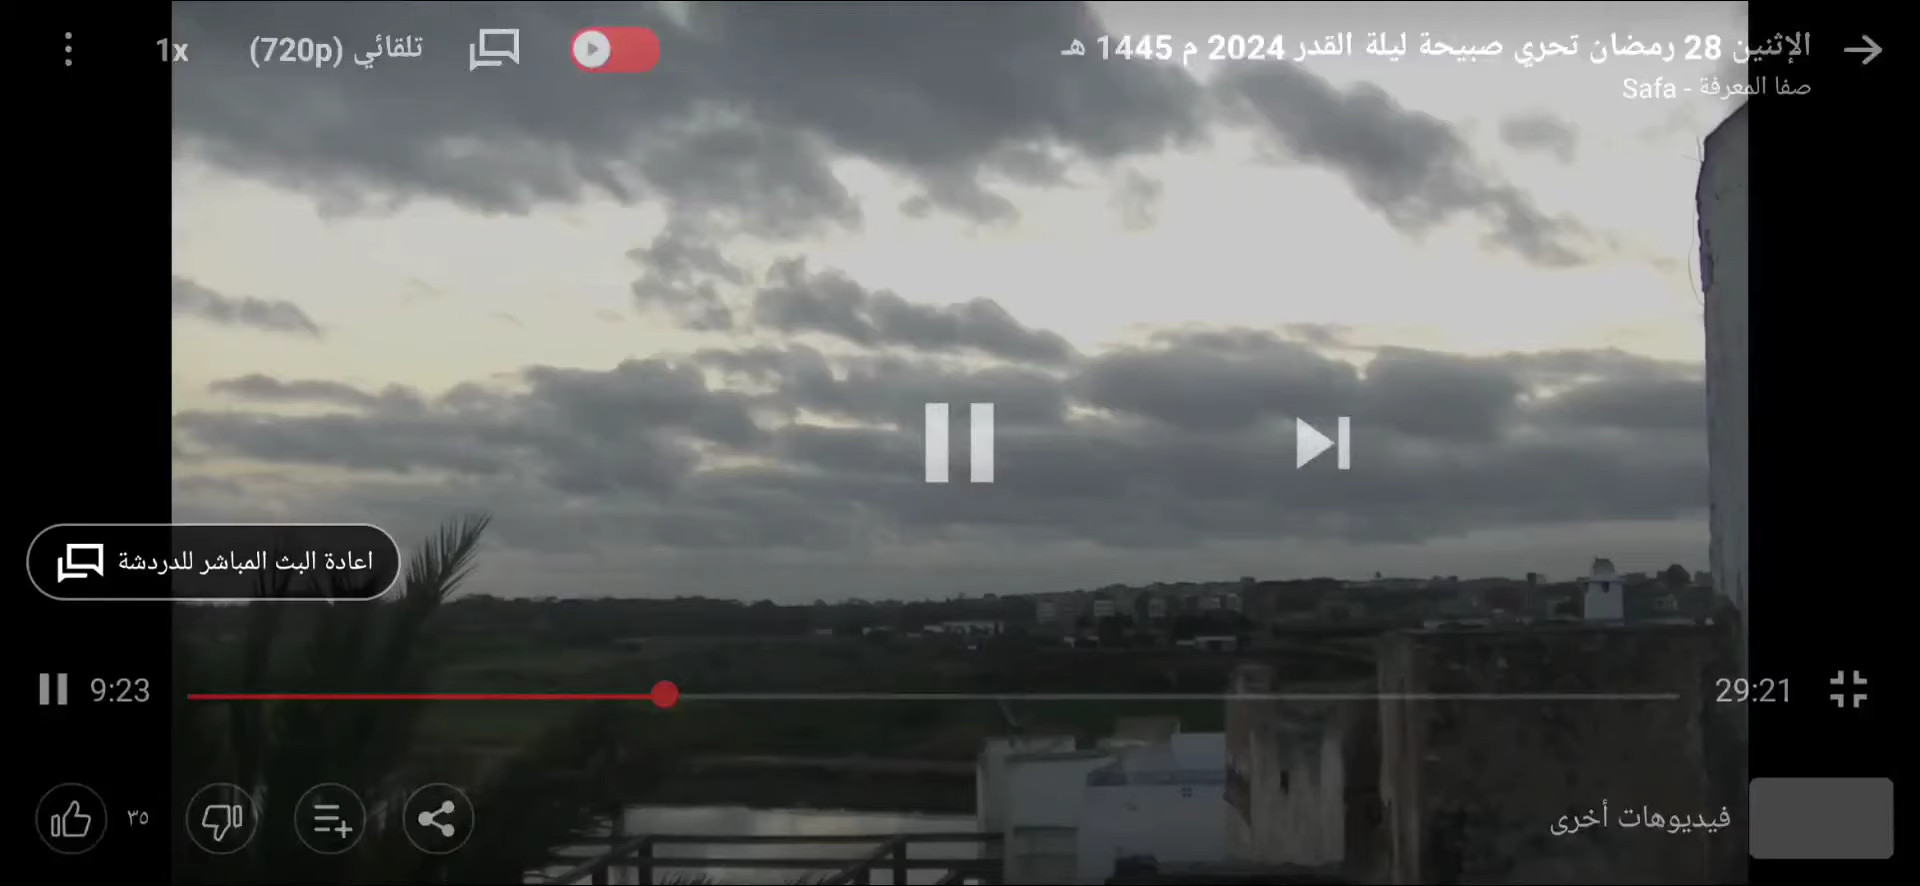 الإثنين 28 رمضان تحري صبيحة ليلة القدر 2024 م 1445 هـ
صفا المعرفة - Safa
تلقائي (720p)
1x
اعادة البث المباشر للدردشة
9:23
29:21
٣٥
فيديوهات أخرى